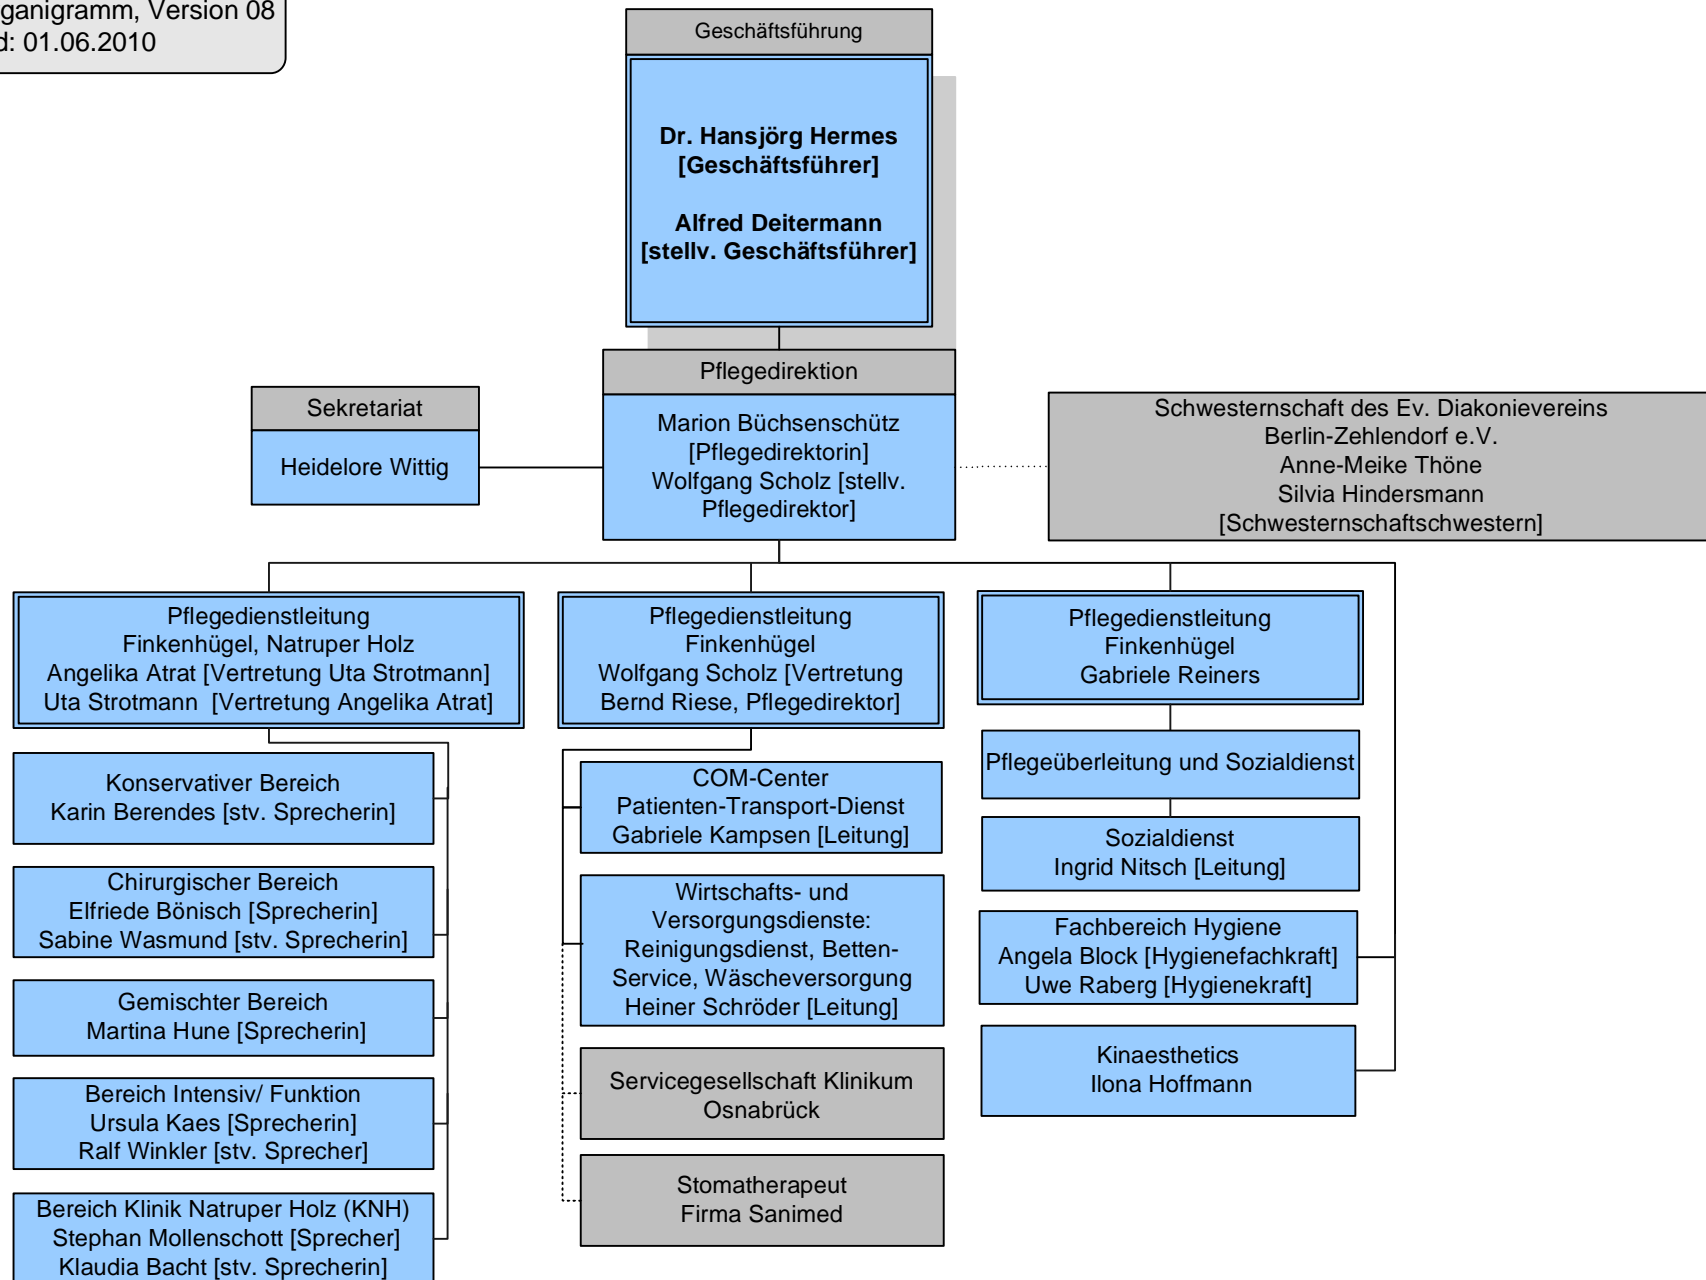 ganigramm, Version 08
d: 01.06.2010
Geschäftsführung
Dr. Hansjörg Hermes
[Geschäftsführer]
Alfred Deitermann
[stellv. Geschäftsführer]
Pflegedirektion
Marion Büchsenschütz
[Pflegedirektorin]
Wolfgang Scholz [stellv.
Pflegedirektor]
Sekretariat
Heidelore Wittig
Schwesternschaft des Ev. Diakonievereins
Berlin-Zehlendorf e.V.
Anne-Meike Thöne
Silvia Hindersmann
[Schwesternschaftschwestern]
Pflegedienstleitung
Finkenhügel, Natruper Holz
Angelika Atrat [Vertretung Uta Strotmann]
Uta Strotmann  [Vertretung Angelika Atrat]
Konservativer Bereich
Karin Berendes [stv. Sprecherin]
Chirurgischer Bereich
Elfriede Bönisch [Sprecherin]
Sabine Wasmund [stv. Sprecherin]
Gemischter Bereich
Martina Hune [Sprecherin]
Bereich Intensiv/ Funktion
Ursula Kaes [Sprecherin]
Ralf Winkler [stv. Sprecher]
Bereich Klinik Natruper Holz (KNH)
Stephan Mollenschott [Sprecher]
Klaudia Bacht [stv. Sprecherin]
Pflegedienstleitung
Finkenhügel
Wolfgang Scholz [Vertretung
Bernd Riese, Pflegedirektor]
COM-Center
Patienten-Transport-Dienst
Gabriele Kampsen [Leitung]
Wirtschafts- und
Versorgungsdienste:
Reinigungsdienst, Betten-
Service, Wäscheversorgung
Heiner Schröder [Leitung]
Servicegesellschaft Klinikum
Osnabrück
Stomatherapeut
Firma Sanimed
Pflegedienstleitung
Finkenhügel
Gabriele Reiners
Pflegeüberleitung und Sozialdienst
Sozialdienst
Ingrid Nitsch [Leitung]
Fachbereich Hygiene
Angela Block [Hygienefachkraft]
Uwe Raberg [Hygienekraft]
Kinaesthetics
Ilona Hoffmann